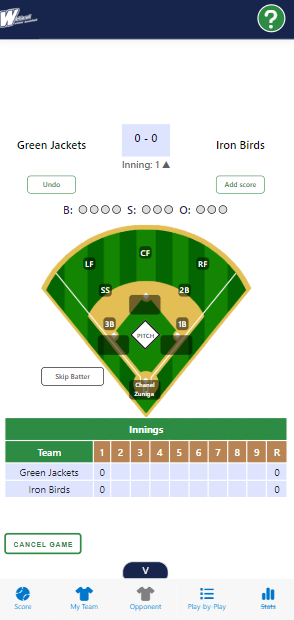 W
?
0 - 0
Green Jackets
Iron Birds
Inning: 1 ▲
Undo
Add score
B: S: O:
CF
LF
RF
SS
2B
3B
1B
PITCH
Skip Batter
Chanel
Zuniga
Innings
Team 1 2 3 4 5 6 7 8 9 R
Green Jackets 0 0
Iron Birds 0 0
CANCEL GAME
V
Score My Team Opponent Play-by-Play Stats